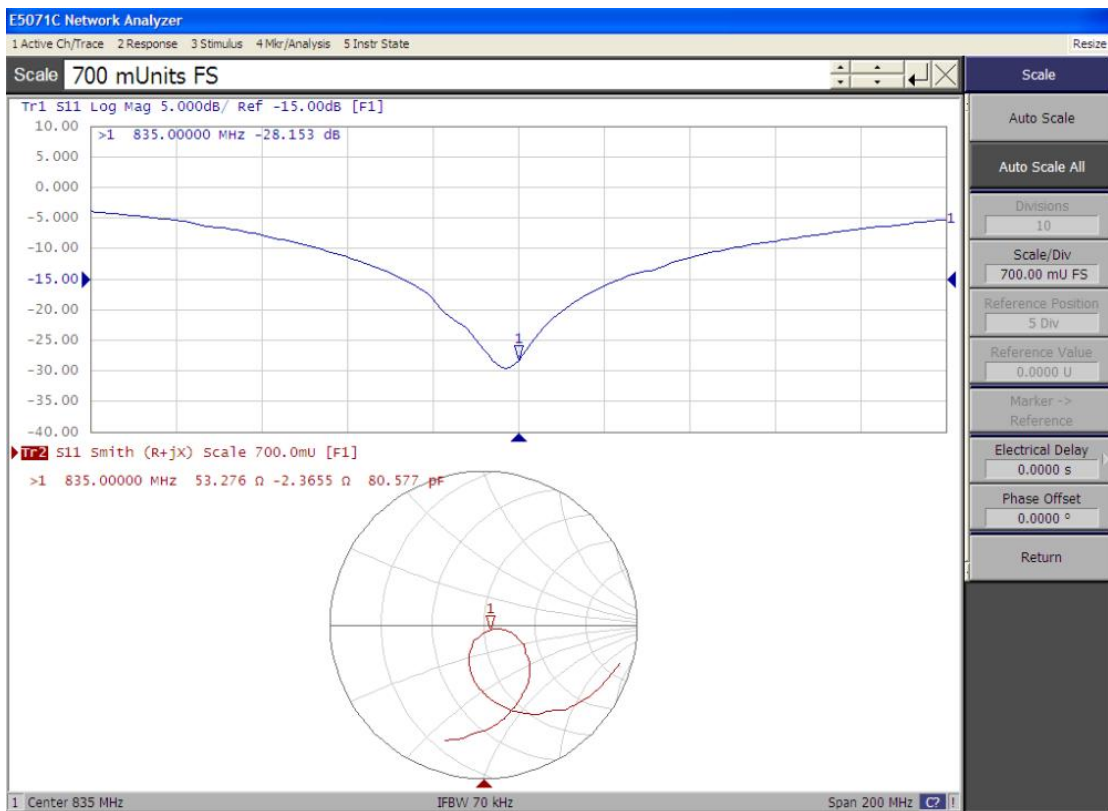 E5071C Network Analyzer
1 Active Ch/Trace 2 Response 3 Stimulus 4 Mkr/Analysis 5 Instr State
Resize
Scale 700 mUnits FS
Scale
Tr1 S11 Log Mag 5.000dB/ Ref -15.00dB [F1]
10.00
>1 835.00000 MHz -28.153 dB
5.000
0.000
-5.000
1
-10.00
-15.00
-20.00
-25.00
1
-30.00
-35.00
-40.00
Tr2 S11 Smith (R+jX) Scale 700.0mU [F1]
>1 835.00000 MHz 53.276 Ω -2.3655 Ω 80.577 pF
1
Auto Scale
Auto Scale All
Divisions
10
Scale/Div
700.00 mU FS
Reference Position
5 Div
Reference Value
0.0000 U
Marker ->
Reference
Electrical Delay
0.0000 s
Phase Offset
0.0000 °
Return
1 Center 835 MHz
IFBW 70 kHz
Span 200 MHz C? !